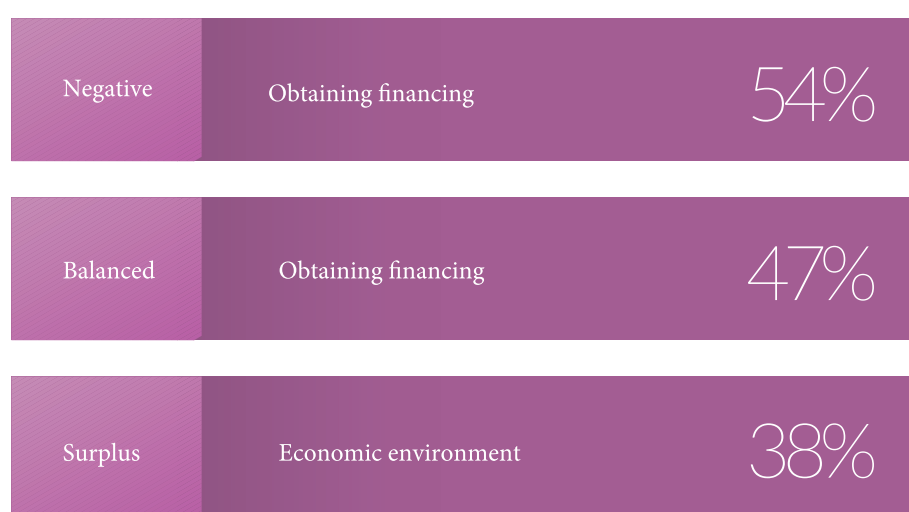 Negative Obtaining financing 54%
Balanced Obtaining financing 47%
Surplus Economic environment 38%